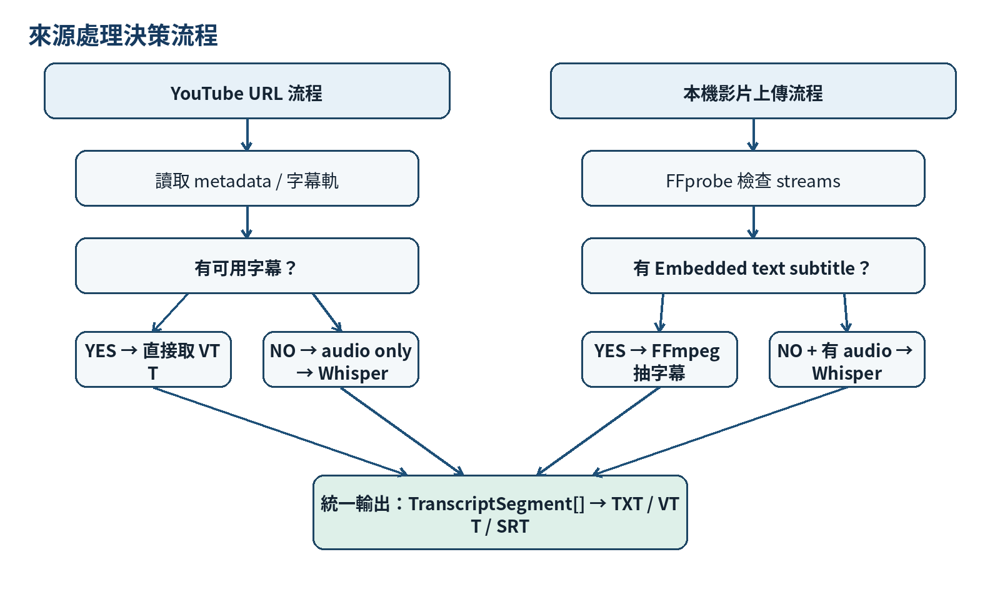 來源處理決策流程
YouTube URL 流程
讀取 metadata / 字幕軌
有可用字幕？
YES → 直接取 VT
T
NO → audio only
→ Whisper
本機影片上傳流程
FFprobe 檢查 streams
有 Embedded text subtitle？
YES → FFmpeg
抽字幕
NO + 有 audio →
Whisper
統一輸出：TranscriptSegment[] → TXT / VT
T / SRT